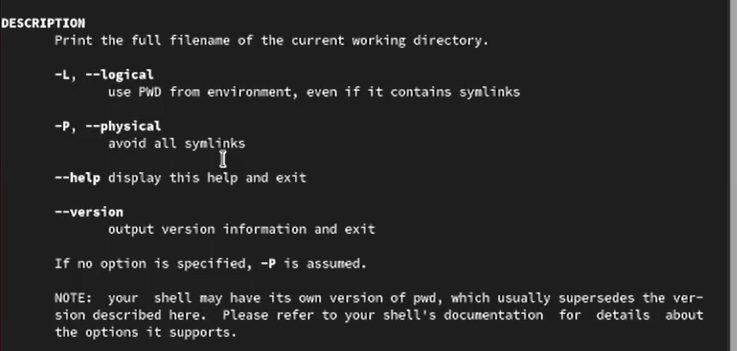 DESCRIPTION
Print the full filename of the current working directory.
-L, --logical
use PWD from environment, even if it contains symlinks
-P, --physical
avoid all symlinks
--help display this help and exit
--version
output version information and exit
If no option is specified, -P is assumed.
NOTE:  your  shell may have its own version of pwd, which usually supersedes the ver-
sion described here.  Please refer to your shell's documentation  for  details  about
the options it supports.